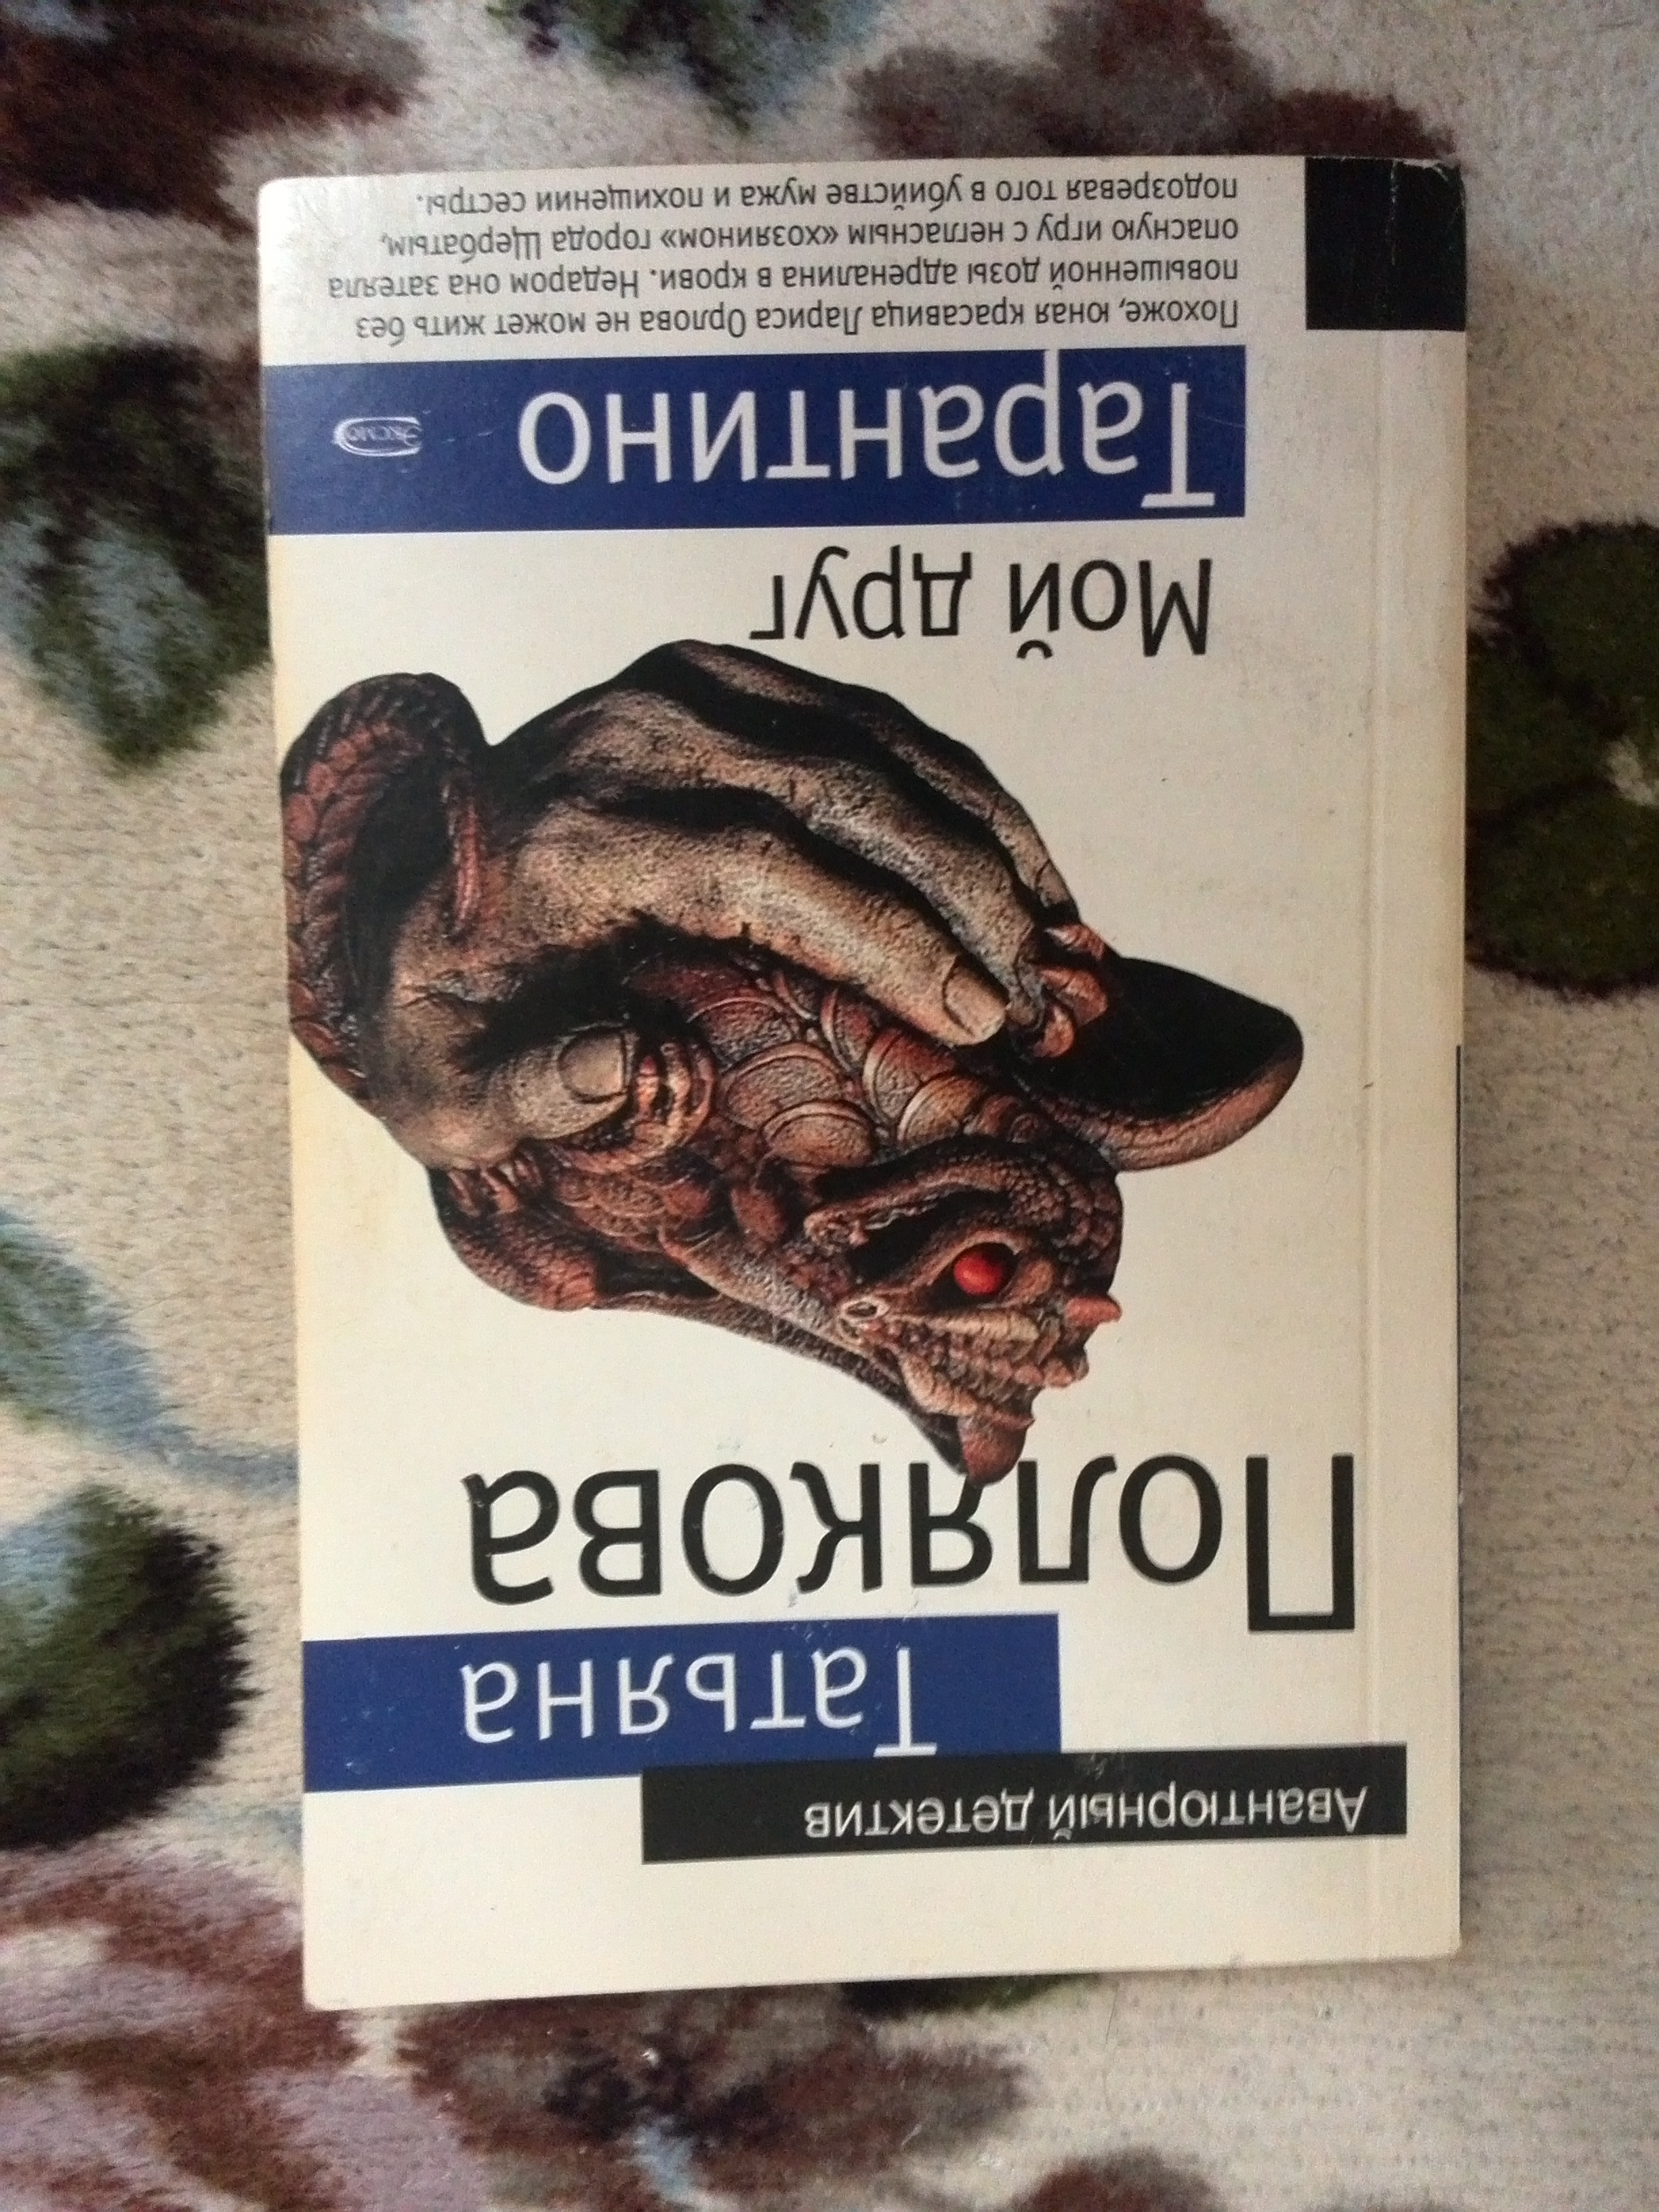 Авантюрный детектив
Татьяна
Полякова
Мой друг
Тарантино
эксмо
Похоже, юная красавица Лариса Орлова не может жить без
повышенной дозы адреналина в крови. Недаром она затеяла
опасную игру с негласным «хозяином» города Щербатым,
подозревая того в убийстве мужа и похищении сестры.